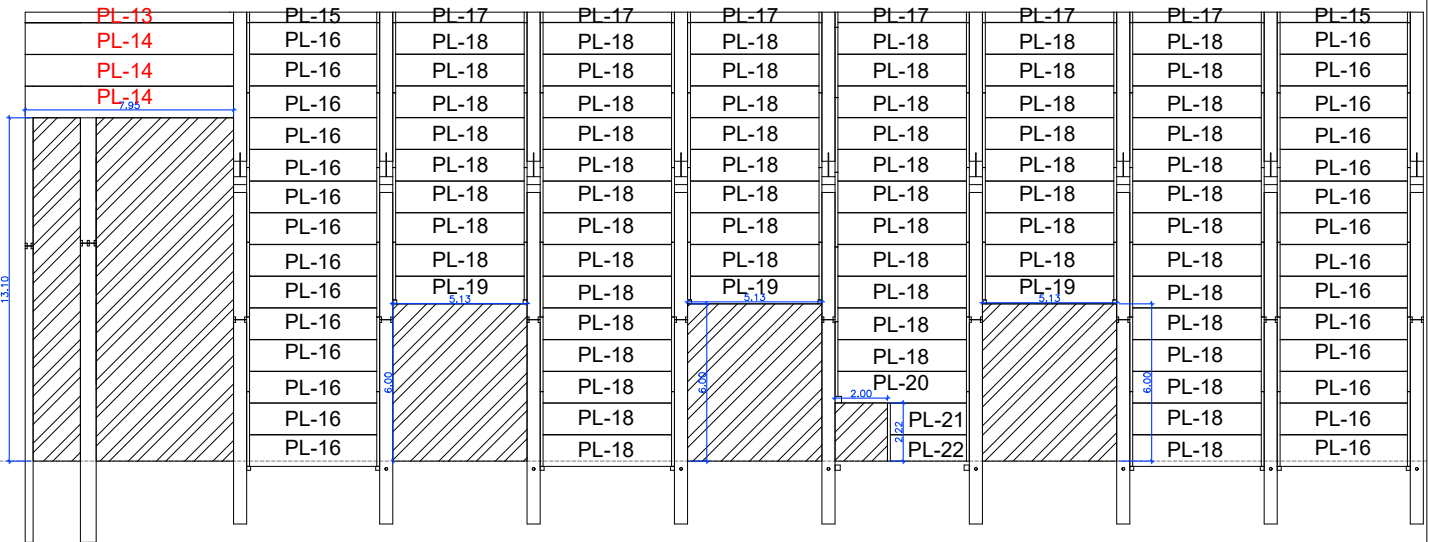 PL-13 PL-15 PL-17 PL-17 PL-17 PL-17 PL-17 PL-17 PL-15
PL-14 PL-16 PL-18 PL-18 PL-18 PL-18 PL-18 PL-18 PL-16
PL-14 PL-16 PL-18 PL-18 PL-18 PL-18 PL-18 PL-18 PL-16
PL-14 PL-16 PL-18 PL-18 PL-18 PL-18 PL-18 PL-18 PL-16
7.95
PL-16 PL-18 PL-18 PL-18 PL-18 PL-18 PL-18 PL-16
PL-16 PL-18 PL-18 PL-18 PL-18 PL-18 PL-18 PL-16
PL-16 PL-18 PL-18 PL-18 PL-18 PL-18 PL-18 PL-16
PL-16 PL-18 PL-18 PL-18 PL-18 PL-18 PL-18 PL-16
PL-16 PL-18 PL-18 PL-18 PL-18 PL-18 PL-18 PL-16
13.10
PL-16 PL-19 PL-18 PL-19 PL-18 PL-19 PL-18 PL-16
5.13 5.13 5.13
PL-16 PL-18 PL-18 PL-18 PL-16
PL-16 PL-18 PL-18 PL-18 PL-16
PL-16 PL-18 PL-20 PL-18 PL-16
6.00 6.00 2.00 6.00
PL-16 PL-18 PL-21 PL-18 PL-16
2.22
PL-16 PL-18 PL-22 PL-18 PL-16